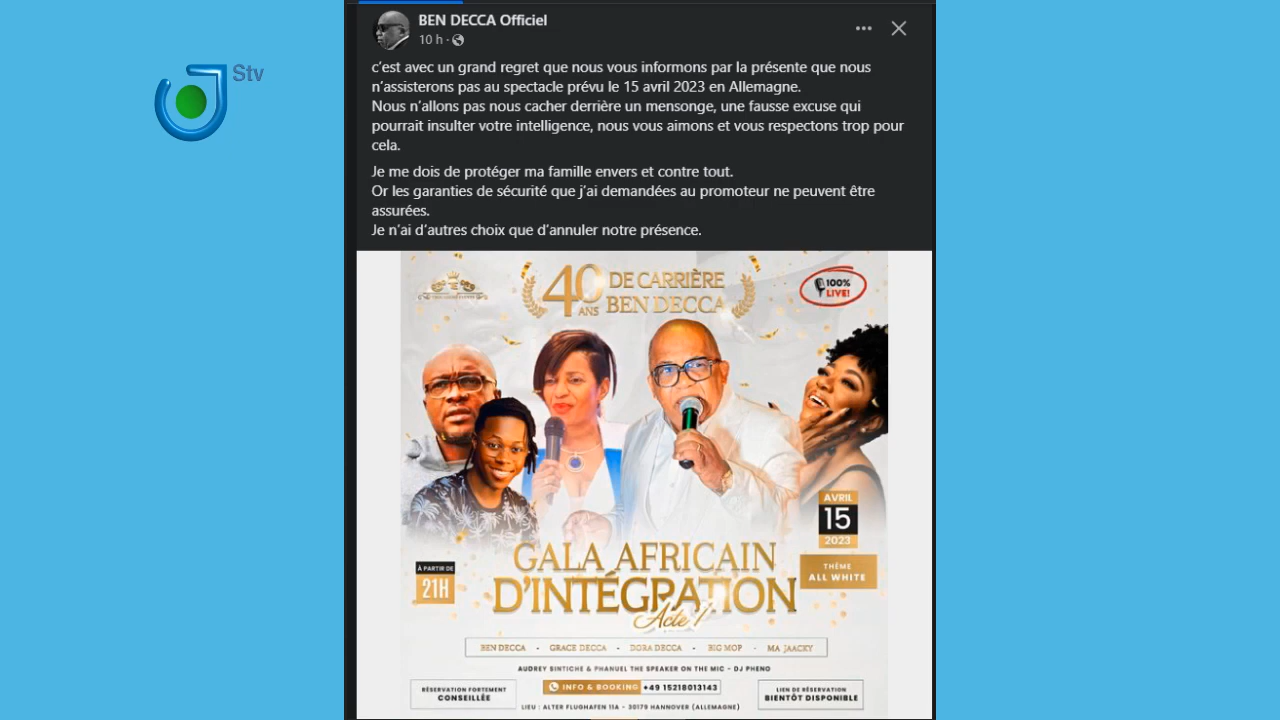 Stv
BEN DECCA Officiel
10 h ·
c'est avec un grand regret que nous vous informons par la présente que nous
n'assisterons pas au spectacle prévu le 15 avril 2023 en Allemagne.
Nous n'allons pas nous cacher derrière un mensonge, une fausse excuse qui
pourrait insulter votre intelligence, nous vous aimons et vous respectons trop pour
cela.
Je me dois de protéger ma famille envers et contre tout.
Or les garanties de sécurité que j'ai demandées au promoteur ne peuvent être
assurées.
Je n'ai d'autres choix que d'annuler notre présence.
40 ANS DE CARRIÈRE
BEN DECCA
100%
LIVE!
AVRIL
15
2023
THÈME
ALL WHITE
À PARTIR DE
21H
GALA AFRICAIN
D'INTÉGRATION
Acte 1
BEN DECCA · GRACE DECCA · DORA DECCA · BIG MOP · MA JAACKY
AUDREY SINTICHE & PHANUEL THE SPEAKER ON THE MIC - DJ PHENO
RÉSERVATION FORTEMENT
CONSEILLÉE
INFO & BOOKING +49 15218013143
LIEN DE RÉSERVATION
BIENTÔT DISPONIBLE
LIEU : ALTER FLUGHAFEN 11A - 30179 HANNOVER (ALLEMAGNE)